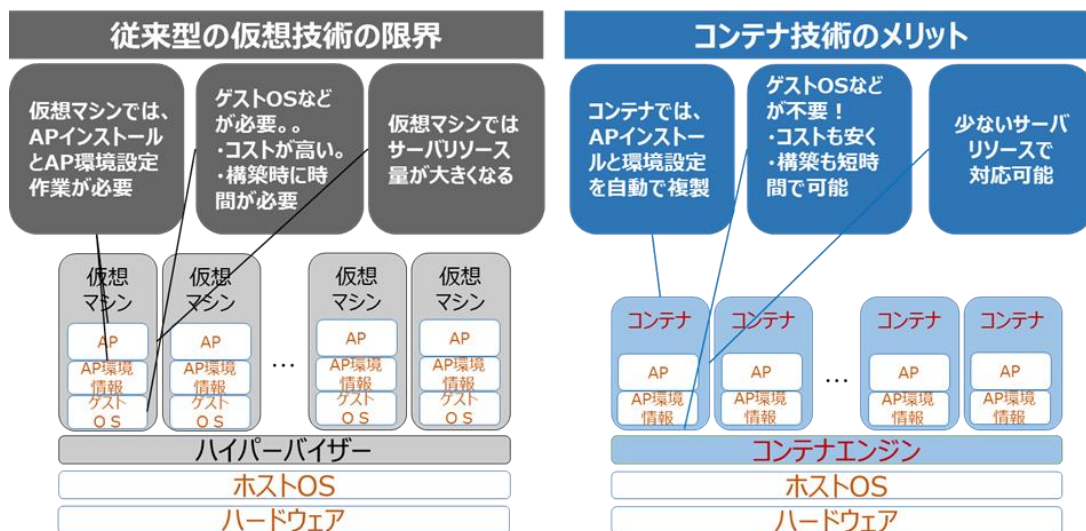 従来型の仮想技術の限界
仮想マシンでは、
APインストール
とAP環境設定
作業が必要
ゲストOSなど
が必要。。
・コストが高い。
・構築時に時
間が必要
仮想マシンでは
サーバリソース
量が大きくなる
仮想
マシン
AP
AP環境
情報
ゲスト
OS
仮想
マシン
AP
AP環境
情報
ゲスト
OS
…
仮想
マシン
AP
AP環境
情報
ゲスト
OS
仮想
マシン
AP
AP環境
情報
ゲスト
OS
ハイパーバイザー
ホストOS
ハードウェア
コンテナ技術のメリット
コンテナでは、
APインストー
ルと環境設定
を自動で複製
ゲストOSなど
が不要！
・コストも安く
・構築も短時
間で可能
少ないサーバ
リソースで
対応可能
コンテナ
AP
AP環境
情報
コンテナ
AP
AP環境
情報
…
コンテナ
AP
AP環境
情報
コンテナ
AP
AP環境
情報
コンテナエンジン
ホストOS
ハードウェア